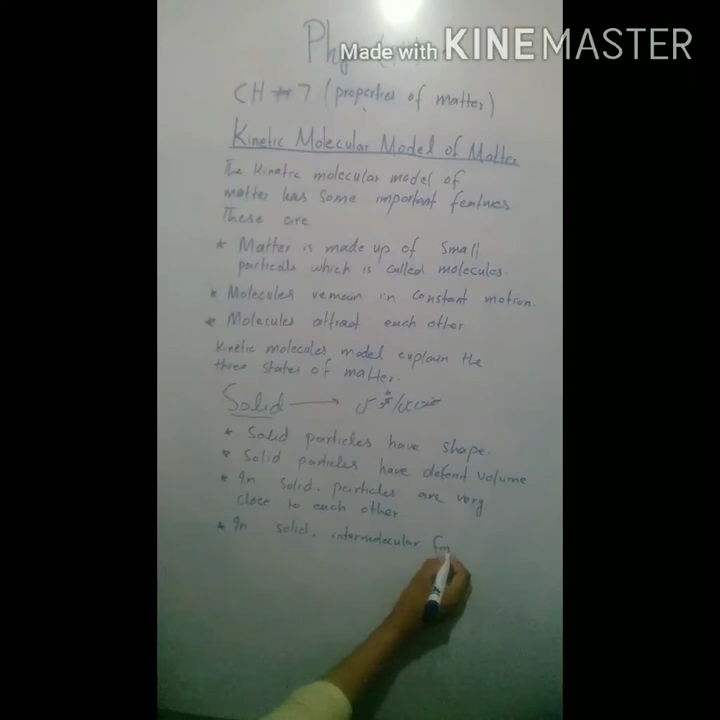 Made with KINEMASTER
CH # 7 (properties of matter)
Kinetic Molecular Model of Matter
The Kinetic molecular model of
matter has some important features
These are
* Matter is made up of small
which is called molecules.
* Molecules remain in constant motion.
* Molecules attract each other
Kinetic molecules model explain the
three states of matter.
Solid
* Solid particles have shape.
* Solid particles have volume
* In solid. particles are very
close to each other
* In solid. intermolecular